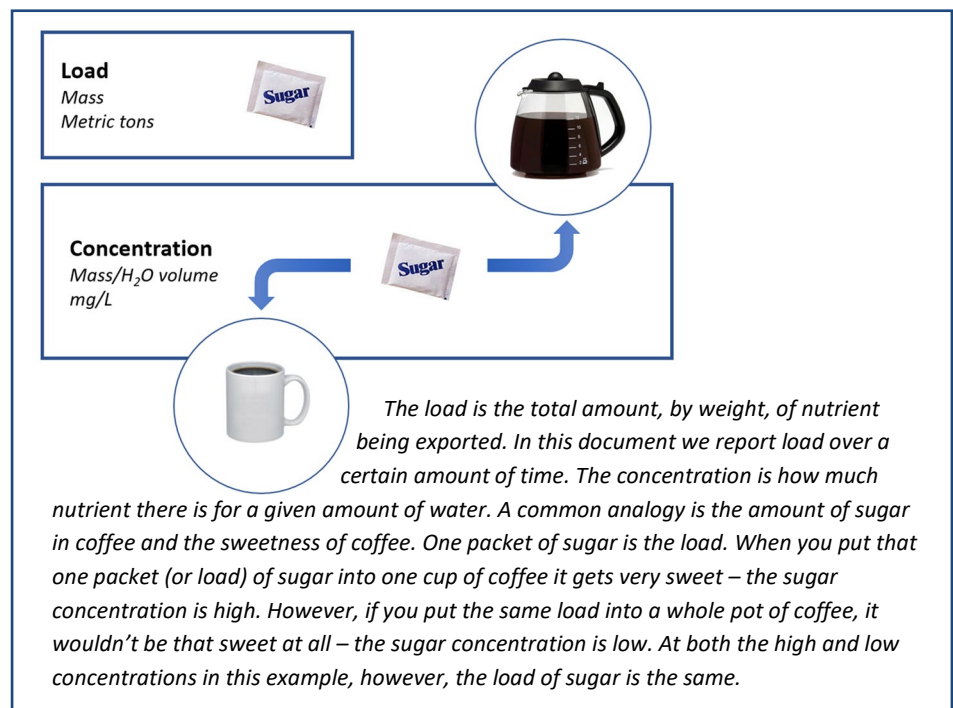 Load
Mass
Metric tons
Sugar
Concentration
Mass/H₂O volume
mg/L
Sugar
The load is the total amount, by weight, of nutrient
being exported. In this document we report load over a
certain amount of time. The concentration is how much
nutrient there is for a given amount of water. A common analogy is the amount of sugar
in coffee and the sweetness of coffee. One packet of sugar is the load. When you put that
one packet (or load) of sugar into one cup of coffee it gets very sweet – the sugar
concentration is high. However, if you put the same load into a whole pot of coffee, it
wouldn’t be that sweet at all – the sugar concentration is low. At both the high and low
concentrations in this example, however, the load of sugar is the same.